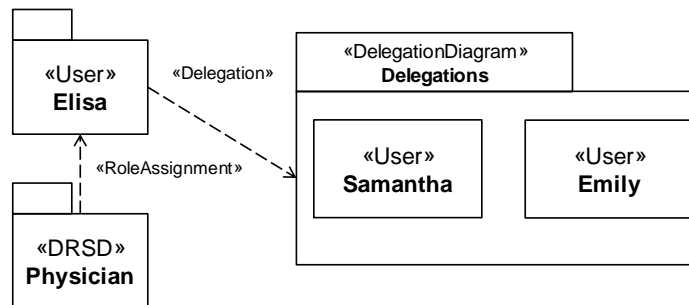 «User»
Elisa
«Delegation»
«DelegationDiagram»
Delegations
«User»
Samantha
«User»
Emily
«RoleAssignment»
«DRSD»
Physician